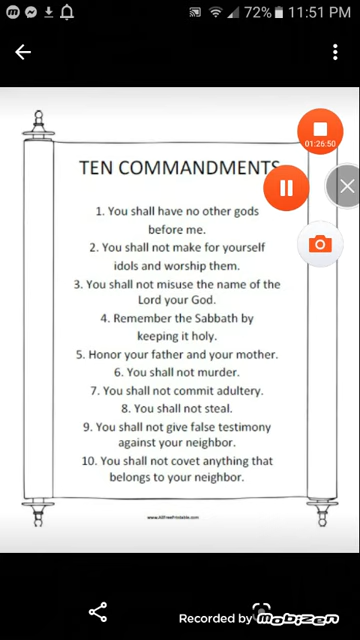 72% 11:51 PM
01:26:50
TEN COMMANDMENTS
1. You shall have no other gods
before me.
2. You shall not make for yourself
idols and worship them.
3. You shall not misuse the name of the
Lord your God.
4. Remember the Sabbath by
keeping it holy.
5. Honor your father and your mother.
6. You shall not murder.
7. You shall not commit adultery.
8. You shall not steal.
9. You shall not give false testimony
against your neighbor.
10. You shall not covet anything that
belongs to your neighbor.
www.AllFreePrintable.com
Recorded by mobizen